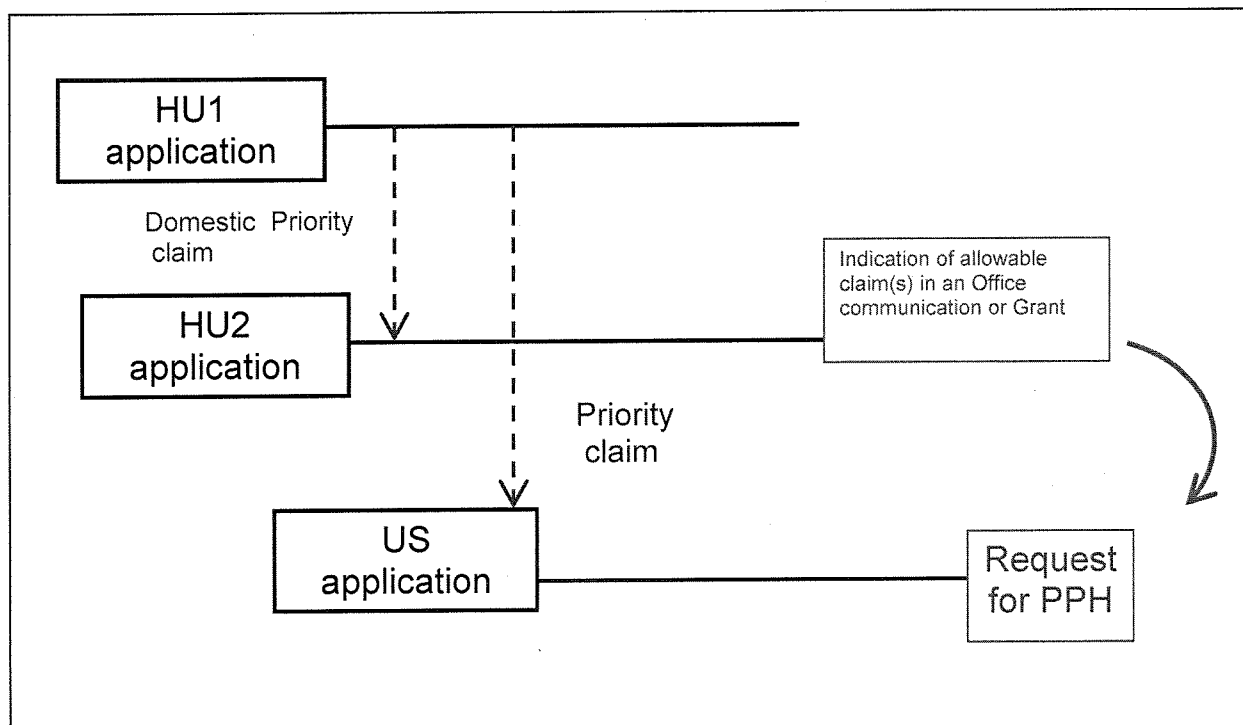 HU1
application
Domestic Priority
claim
HU2
application
Indication of allowable
claim(s) in an Office
communication or Grant
Priority
claim
US
application
Request
for PPH